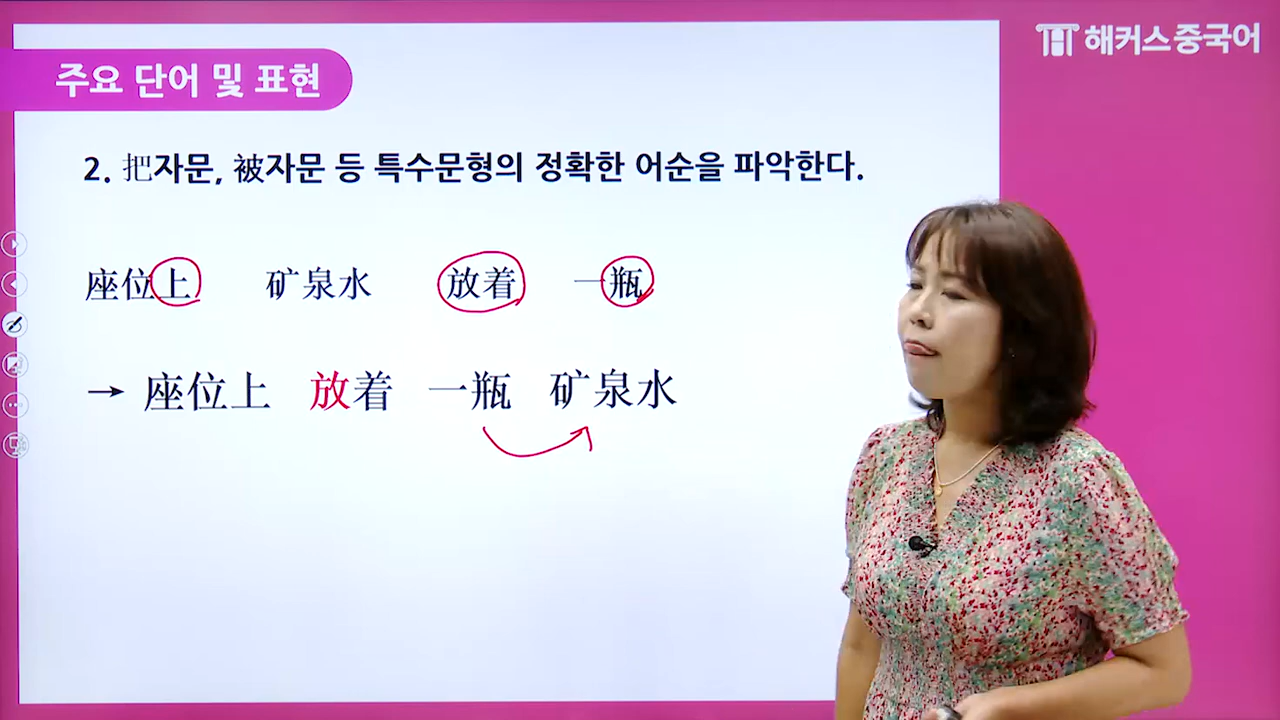 해커스 중국어
주요 단어 및 표현
2. 把자문, 被자문 등 특수문형의 정확한 어순을 파악한다.
座位上 矿泉水 放着 一瓶
→ 座位上 放着 一瓶 矿泉水